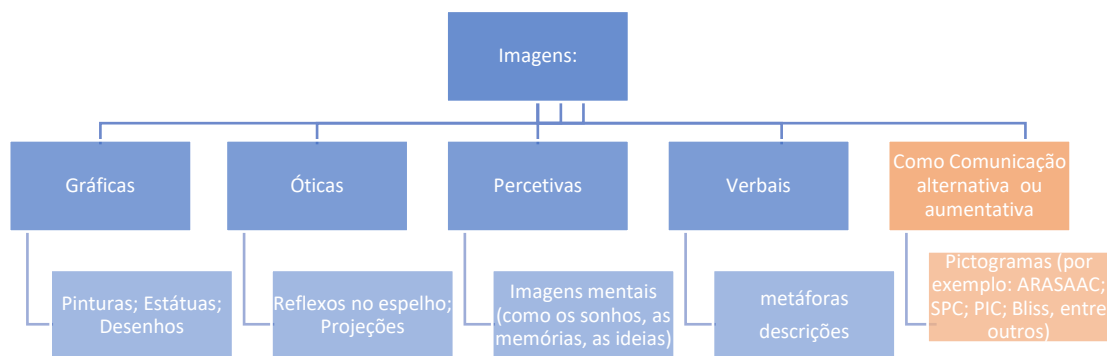 Imagens:
Gráficas
Óticas
Percetivas
Verbais
Como Comunicação
alternativa ou
aumentativa
Pinturas; Estátuas;
Desenhos
Reflexos no espelho;
Projeções
Imagens mentais
(como os sonhos, as
memórias, as ideias)
metáforas
descrições
Pictogramas (por
exemplo: ARASAAC;
SPC; PIC; Bliss, entre
outros)